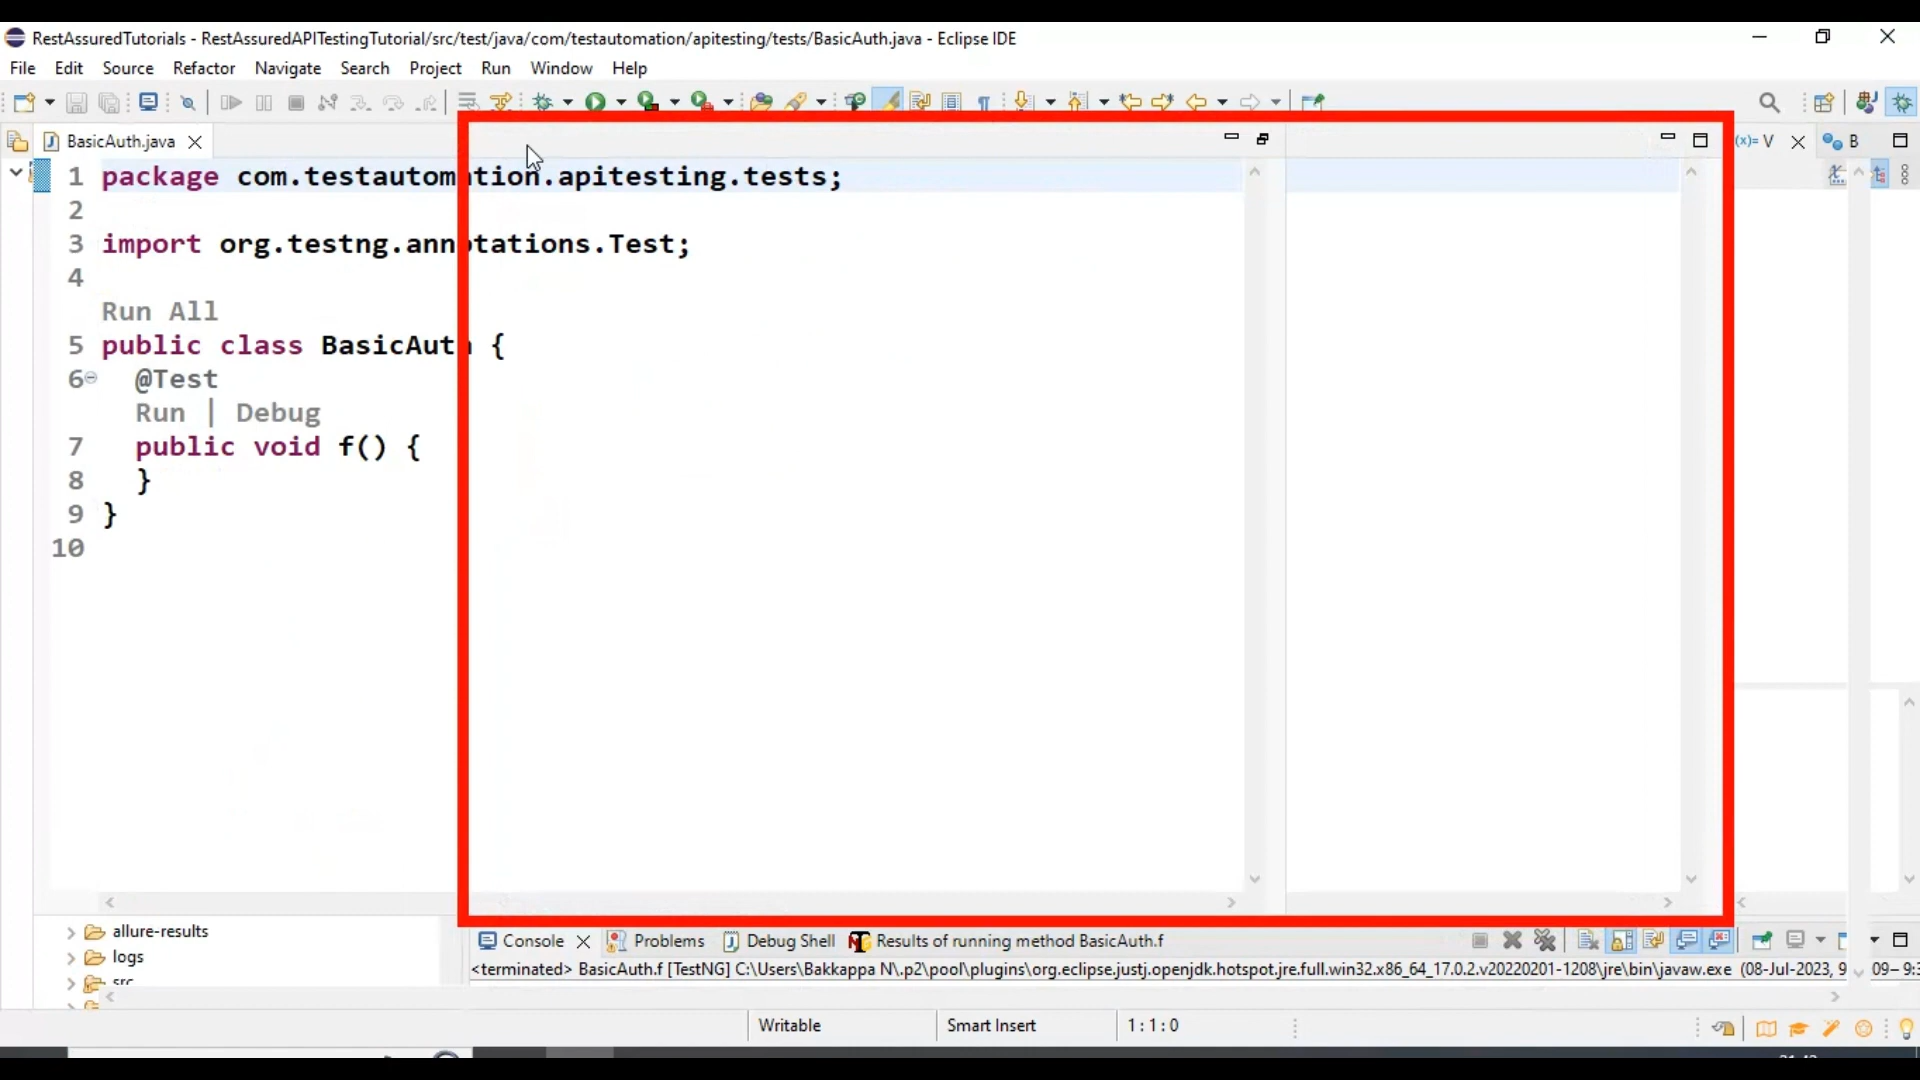 RestAssuredTutorials - RestAssuredAPITestingTutorial/src/test/java/com/testautomation/apitesting/tests/BasicAuth.java - Eclipse IDE
File Edit Source Refactor Navigate Search Project Run Window Help
BasicAuth.java
(x)= V B
1 package com.testautomation.apitesting.tests;
2
3 import org.testng.annotations.Test;
4
Run All
5 public class BasicAuth {
6 @Test
Run | Debug
7 public void f() {
8 }
9 }
10
allure-results
logs
src
Console Problems Debug Shell Results of running method BasicAuth.f
<terminated> BasicAuth.f [TestNG] C:\Users\Bakkappa N\.p2\pool\plugins\org.eclipse.justj.openjdk.hotspot.jre.full.win32.x86_64_17.0.2.v20220201-1208\jre\bin\javaw.exe (08-Jul-2023, 9
Writable Smart Insert 1 : 1 : 0